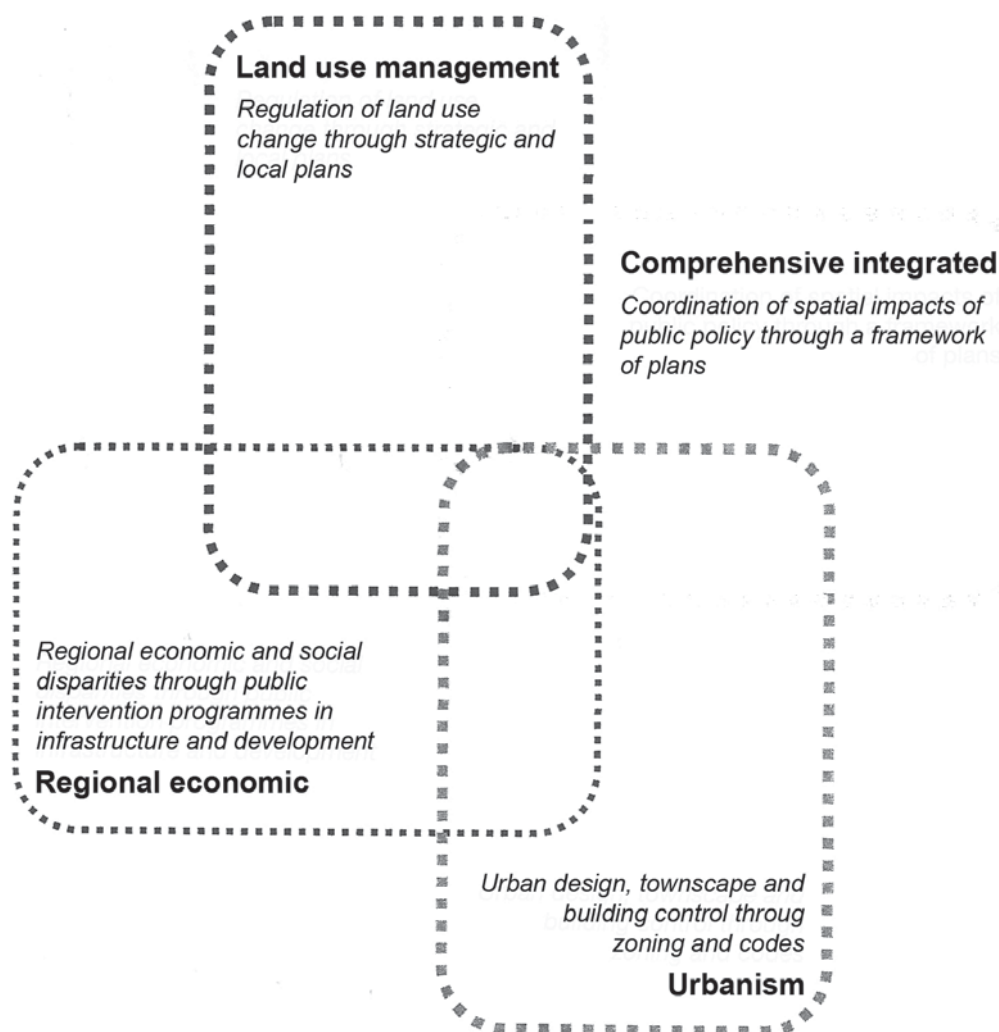 Land use management
Regulation of land use
change through strategic and
local plans
Comprehensive integrated
Coordination of spatial impacts of
public policy through a framework
of plans
Regional economic and social
disparities through public
intervention programmes in
infrastructure and development
Regional economic
Urban design, townscape and
building control throug
zoning and codes
Urbanism